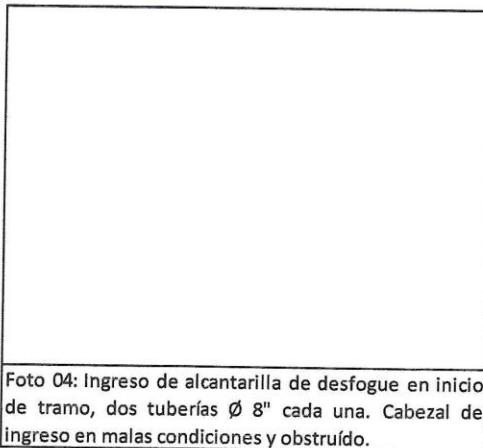 Foto 04: Ingreso de alcantarilla de desfogue en inicio
de tramo, dos tuberías Ø 8" cada una. Cabezal de
ingreso en malas condiciones y obstruído.